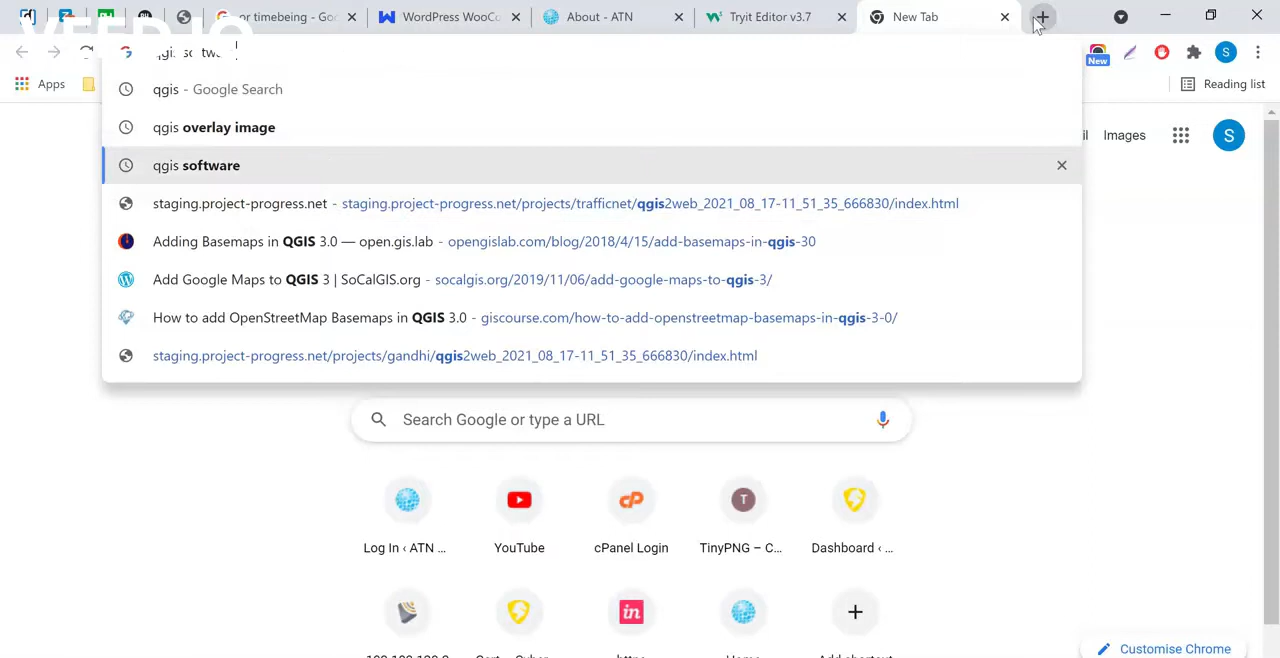 VEED.IO
or timebeing - Goo
WordPress WooCo
About - ATN
Tryit Editor v3.7
New Tab
qgis software
New
S
Apps
Reading list
qgis - Google Search
qgis overlay image
Images
S
qgis software
staging.project-progress.net - staging.project-progress.net/projects/trafficnet/qgis2web_2021_08_17-11_51_35_666830/index.html
Adding Basemaps in QGIS 3.0 — open.gis.lab - opengislab.com/blog/2018/4/15/add-basemaps-in-qgis-30
Add Google Maps to QGIS 3 | SoCalGIS.org - socalgis.org/2019/11/06/add-google-maps-to-qgis-3/
How to add OpenStreetMap Basemaps in QGIS 3.0 - giscourse.com/how-to-add-openstreetmap-basemaps-in-qgis-3-0/
staging.project-progress.net/projects/gandhi/qgis2web_2021_08_17-11_51_35_666830/index.html
Search Google or type a URL
Log In ‹ ATN ...
YouTube
cPanel Login
TinyPNG – C...
Dashboard ‹ ...
Customise Chrome